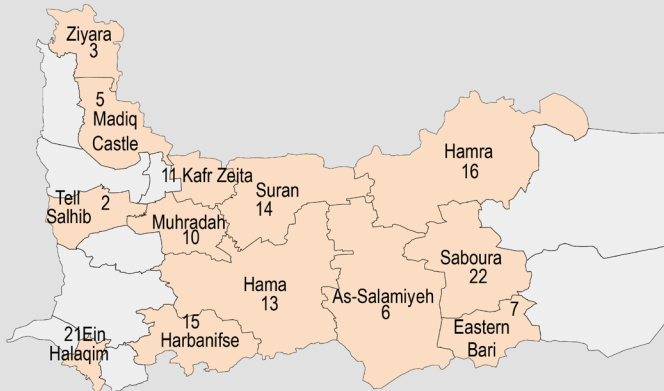 Ziyara
3
5
Madiq
Castle
11 Kafr Zeita
Hamra
16
Suran
14
Tell 2
Salhib
Muhradah
10
Saboura
22
Hama
13
As-Salamiyeh
6
7
Eastern
Bari
15
Harbanifse
21Ein
Halaqim